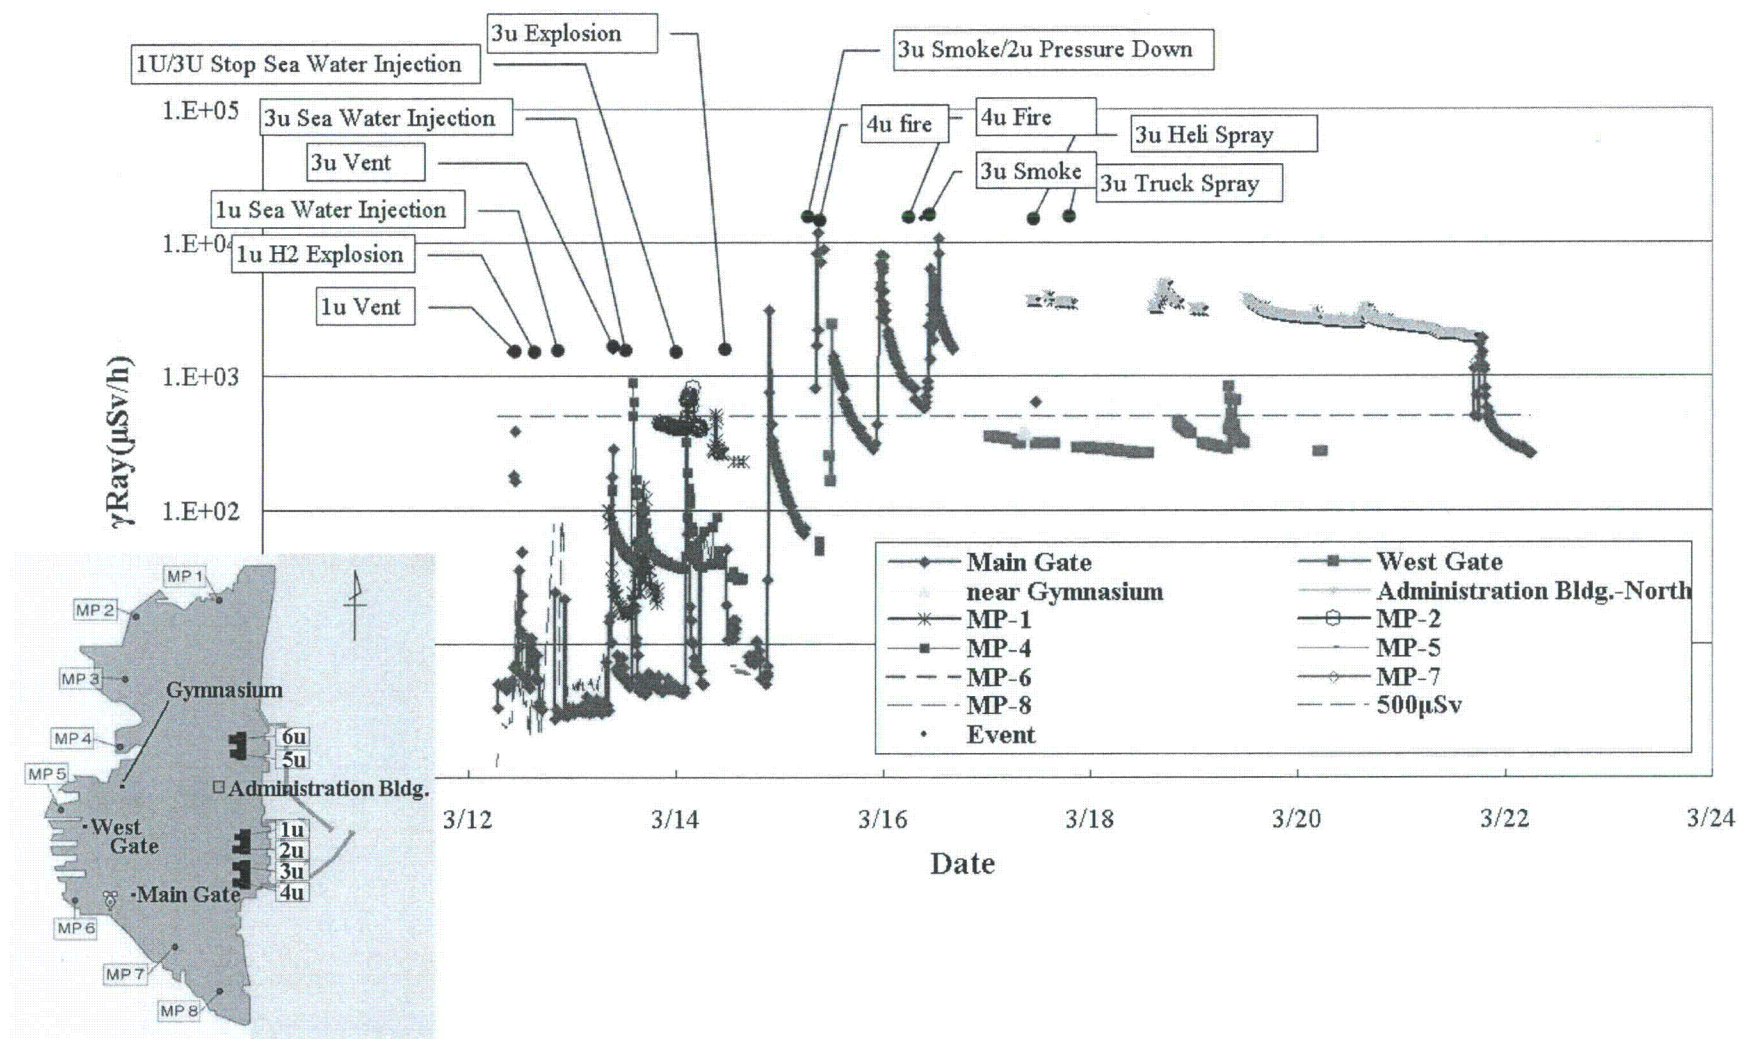 3u Explosion
1U/3U Stop Sea Water Injection
3u Smoke/2u Pressure Down
1.E+05
3u Sea Water Injection
4u fire
4u Fire
3u Heli Spray
3u Vent
3u Smoke
3u Truck Spray
1u Sea Water Injection
1.E+04
1u H2 Explosion
1u Vent
1.E+03
γRay(μSv/h)
1.E+02
Main Gate
West Gate
near Gymnasium
Administration Bldg.-North
MP-1
MP-2
MP-4
MP-5
MP-6
MP-7
MP-8
500μSv
Event
MP 1
MP 2
MP 3
Gymnasium
MP 4
6u
5u
MP 5
Administration Bldg.
West
Gate
1u
2u
3u
4u
Main Gate
MP 6
MP 7
MP 8
3/12
3/14
3/16
3/18
3/20
3/22
3/24
Date